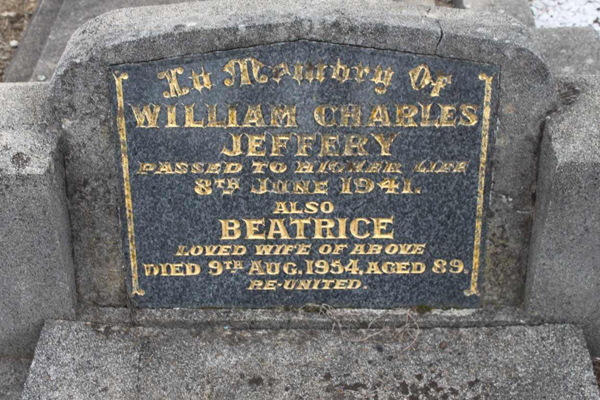 In Memory Of
WILLIAM CHARLES
JEFFERY
PASSED TO HIGHER LIFE
8TH JUNE 1941.
ALSO
BEATRICE
LOVED WIFE OF ABOVE
DIED 9TH AUG. 1954, AGED 89.
RE-UNITED.